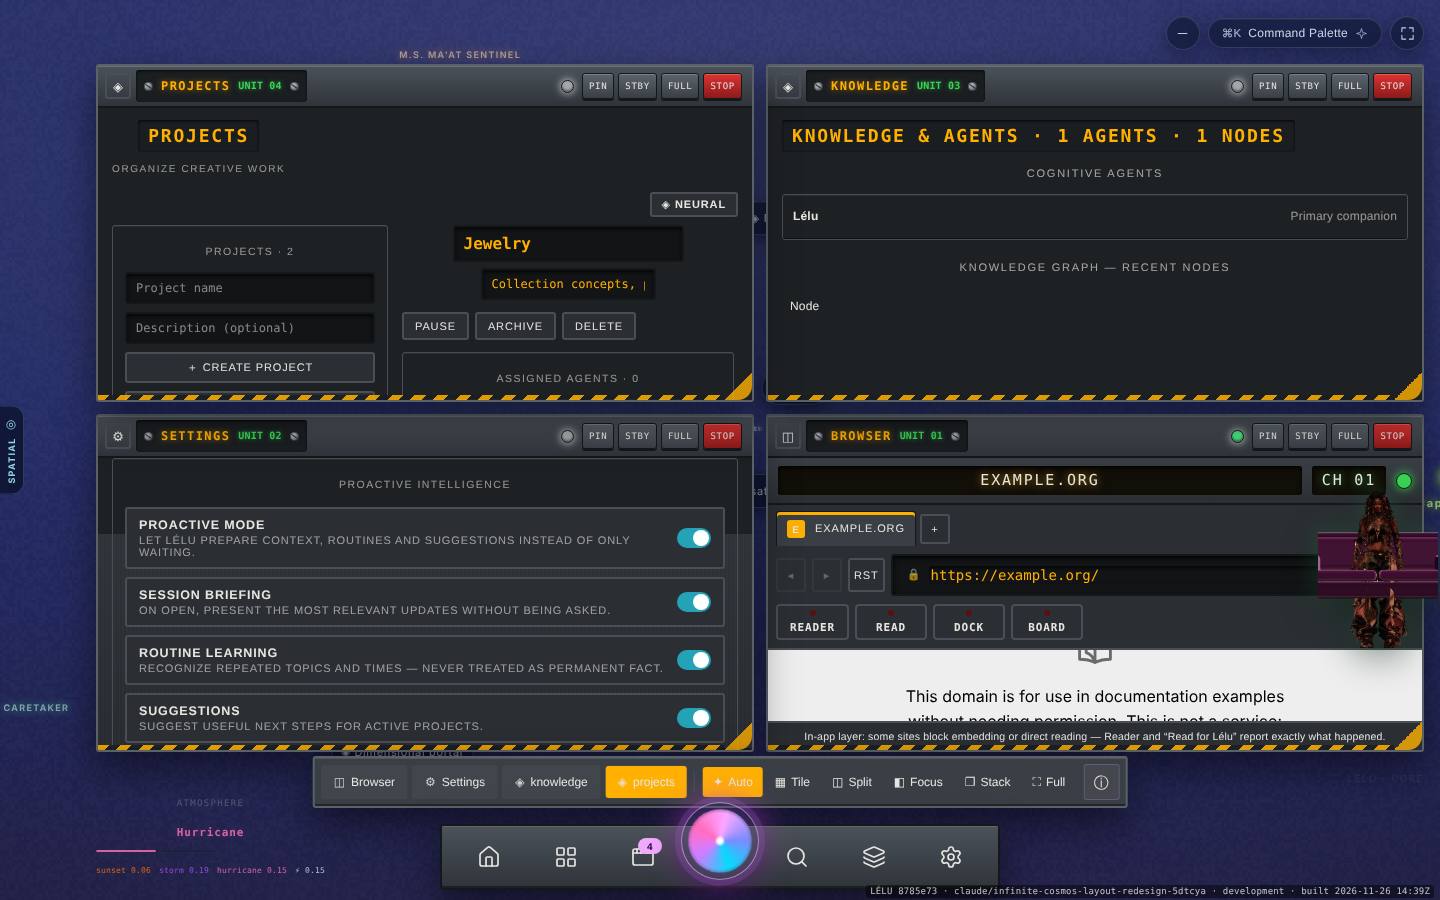 ⌘K Command Palette
M.S. MA'AT SENTINEL
PROJECTS UNIT 04
PIN STBY FULL STOP
PROJECTS
ORGANIZE CREATIVE WORK
◈ NEURAL
PROJECTS · 2
Project name
Description (optional)
+ CREATE PROJECT
Jewelry
Collection concepts,
PAUSE ARCHIVE DELETE
ASSIGNED AGENTS · 0
KNOWLEDGE UNIT 03
PIN STBY FULL STOP
KNOWLEDGE & AGENTS · 1 AGENTS · 1 NODES
COGNITIVE AGENTS
Lélu Primary companion
KNOWLEDGE GRAPH — RECENT NODES
Node
SPATIAL
SETTINGS UNIT 02
PIN STBY FULL STOP
PROACTIVE INTELLIGENCE
PROACTIVE MODE
LET LÉLU PREPARE CONTEXT, ROUTINES AND SUGGESTIONS INSTEAD OF ONLY
WAITING.
SESSION BRIEFING
ON OPEN, PRESENT THE MOST RELEVANT UPDATES WITHOUT BEING ASKED.
ROUTINE LEARNING
RECOGNIZE REPEATED TOPICS AND TIMES — NEVER TREATED AS PERMANENT FACT.
SUGGESTIONS
SUGGEST USEFUL NEXT STEPS FOR ACTIVE PROJECTS.
BROWSER UNIT 01
PIN STBY FULL STOP
EXAMPLE.ORG
CH 01
E EXAMPLE.ORG +
RST
https://example.org/
READER READ DOCK BOARD
This domain is for use in documentation examples
without needing permission. This is not a service;
In-app layer: some sites block embedding or direct reading — Reader and “Read for Lélu” report exactly what happened.
CARETAKER
Dimensional portal
Browser Settings knowledge projects Auto Tile Split Focus Stack Full
ATMOSPHERE
Hurricane
sunset 0.06 storm 0.19 hurricane 0.15 ⚡ 0.15
4
LÉLU 8785e73 · claude/infinite-cosmos-layout-redesign-5dtcya · development · built 2026-11-26 14:39Z